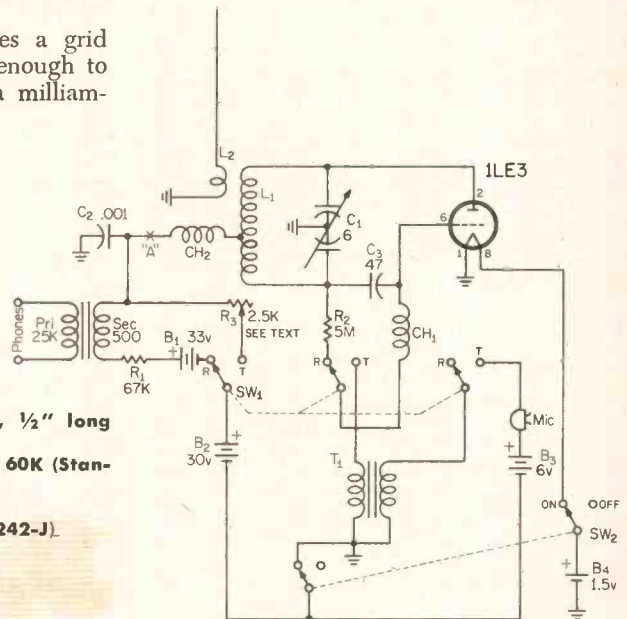 es a grid
enough to
a milliam-
L2
1LE3
L1
2
C2 .001
"A"
CH2
C1
6
6
1
8
C3
47
R3
2.5K
SEE TEXT
R2
5M
CH1
Phones
Pri
25K
Sec
500
B1 33v
+
R1
67K
R
T
SW1
R
T
R
T
Mic
, ½" long
60K (Stan-
242-J)
B2
30v
+
T1
+
B3
6v
ON
OFF
SW2
+
B4
1.5v